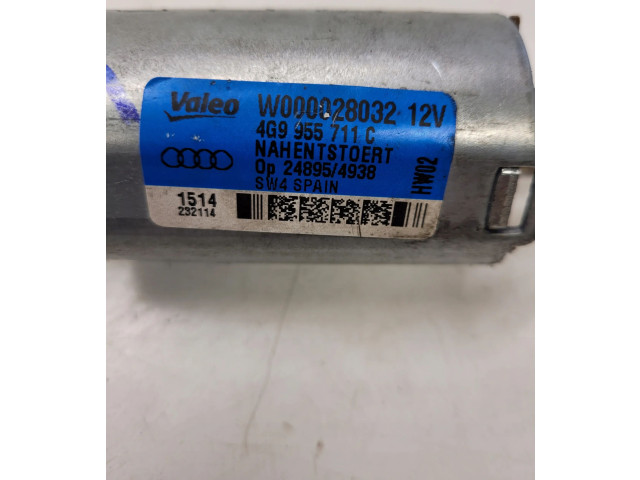 Valeo W000028032 12V
4G9 955 711 C
NAHENTSTOERT
Op 24895/4938
SW4 SPAIN
HW02
1514
232114